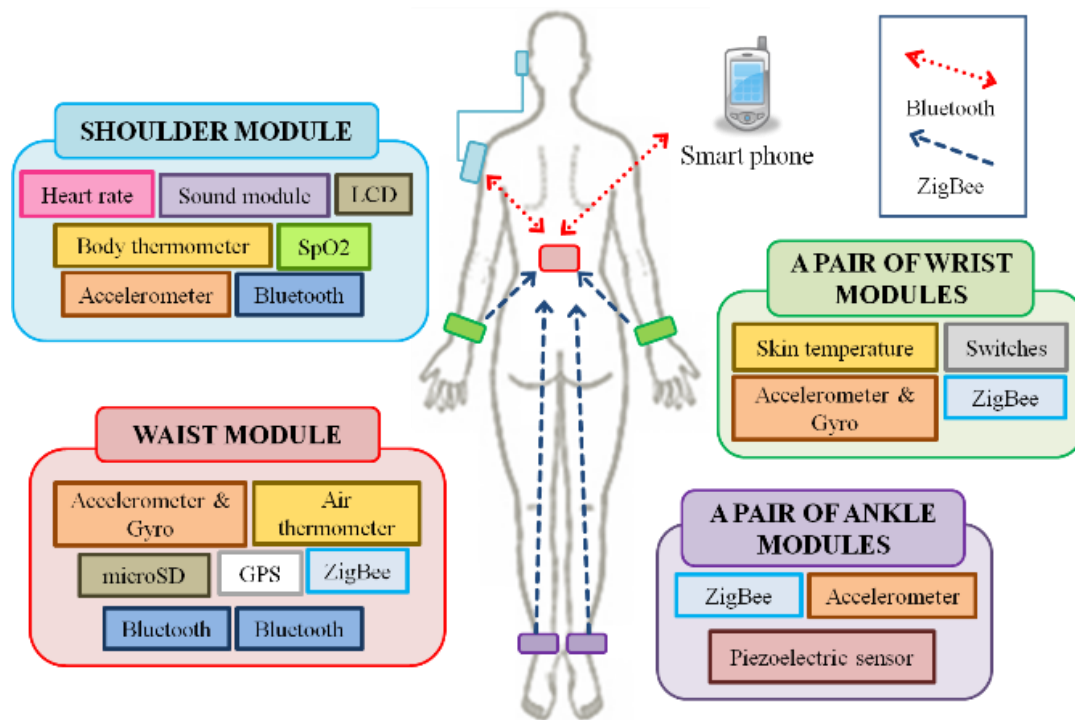 SHOULDER MODULE
Heart rate
Sound module
LCD
Body thermometer
SpO2
Accelerometer
Bluetooth
Smart phone
Bluetooth
ZigBee
A PAIR OF WRIST
MODULES
Skin temperature
Switches
Accelerometer &
Gyro
ZigBee
WAIST MODULE
Accelerometer &
Gyro
Air
thermometer
microSD
GPS
ZigBee
Bluetooth
Bluetooth
A PAIR OF ANKLE
MODULES
ZigBee
Accelerometer
Piezoelectric sensor